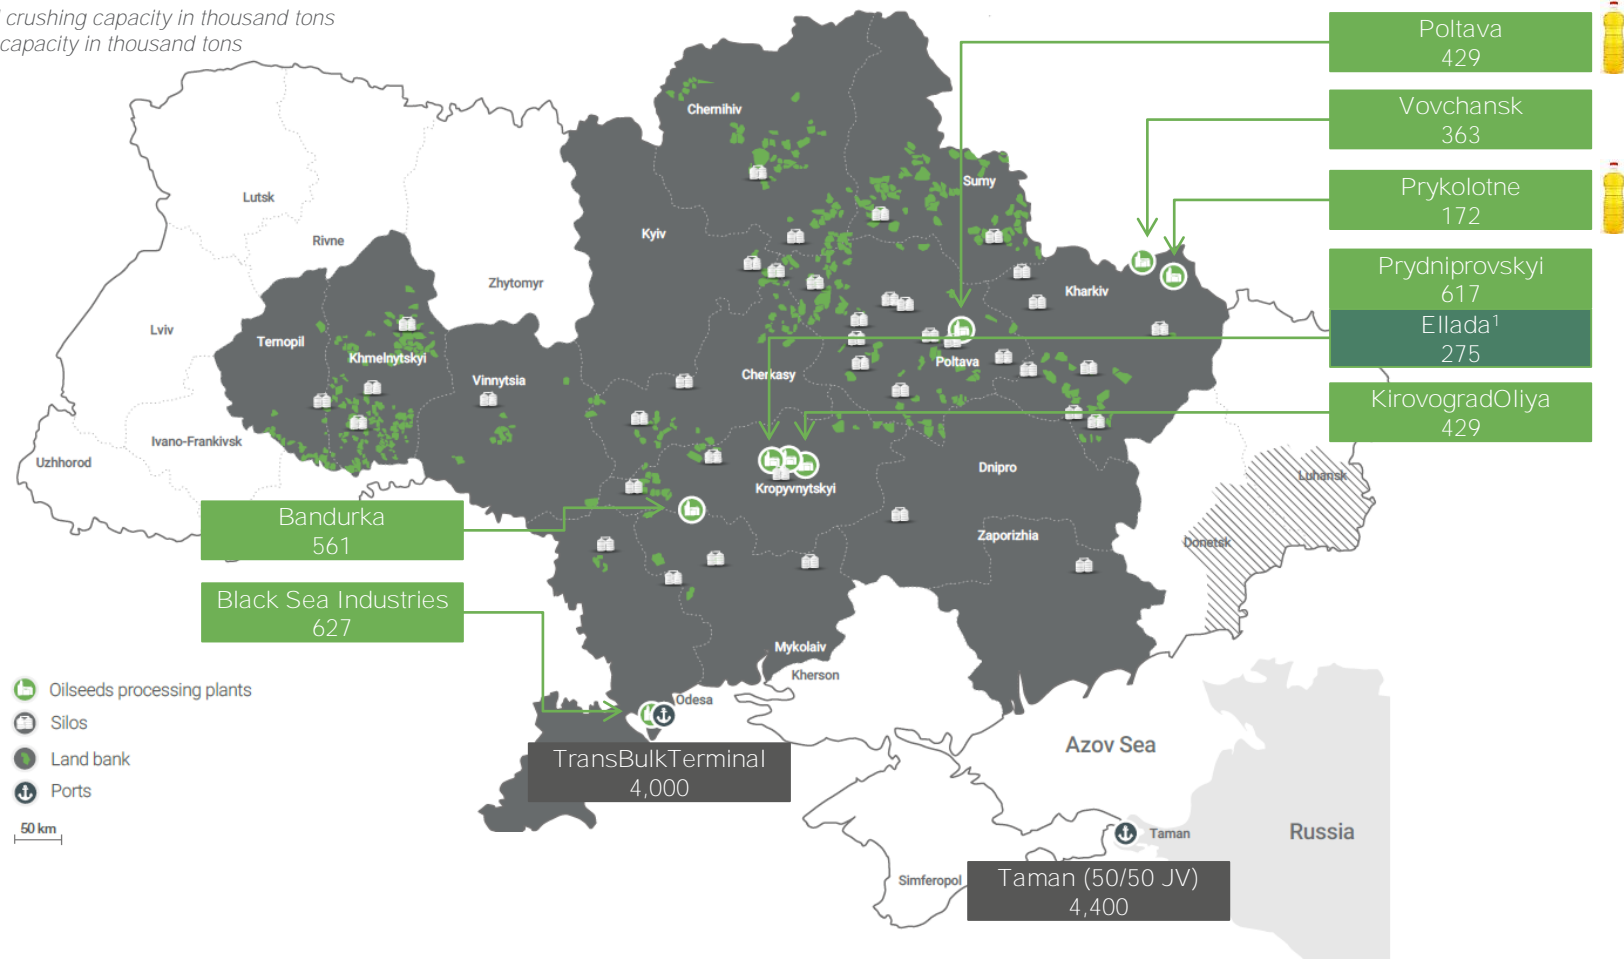 crushing capacity in thousand tons
capacity in thousand tons
Poltava
429
Vovchansk
363
Prykolotne
172
Prydniprovskyi
617
Ellada¹
275
KirovogradOliya
429
Bandurka
561
Black Sea Industries
627
TransBulkTerminal
4,000
Taman (50/50 JV)
4,400
Chernihiv
Sumy
Lutsk
Rivne
Kyiv
Zhytomyr
Kharkiv
Lviv
Ternopil
Khmelnytskyi
Vinnytsia
Cherkasy
Poltava
Ivano-Frankivsk
Uzhhorod
Kropyvnytskyi
Dnipro
Luhansk
Zaporizhia
Donetsk
Mykolaiv
Kherson
Odesa
Azov Sea
Taman
Russia
Simferopol
Oilseeds processing plants
Silos
Land bank
Ports
50 km